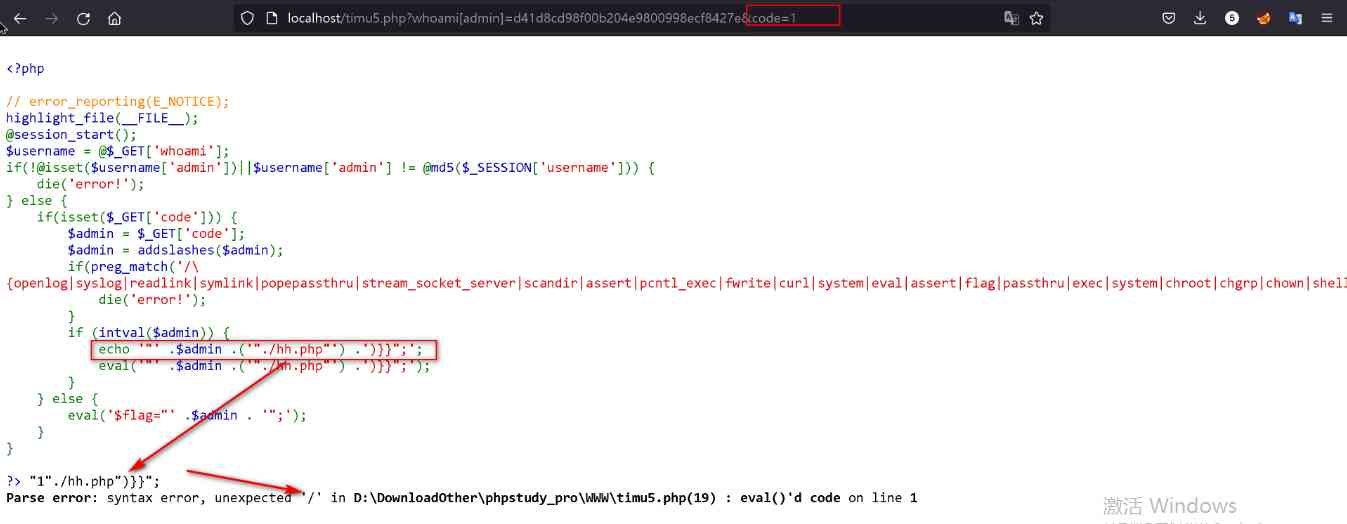 localhost/timu5.php?whoami[admin]=d41d8cd98f00b204e9800998ecf8427e&code=1
5
<?php
// error_reporting(E_NOTICE);
highlight_file(__FILE__);
@session_start();
$username = @$_GET['whoami'];
if(!@isset($username['admin'])||$username['admin'] != @md5($_SESSION['username'])) {
    die('error!');
} else {
    if(isset($_GET['code'])) {
        $admin = $_GET['code'];
        $admin = addslashes($admin);
        if(preg_match('/\
{openlog|syslog|readlink|symlink|popepassthru|stream_socket_server|scandir|assert|pcntl_exec|fwrite|curl|system|eval|assert|flag|passthru|exec|system|chroot|chgrp|chown|shell
            die('error!');
        }
        if (intval($admin)) {
            echo '"' .$admin .('"./hh.php"') .')}}";';
            eval('"' .$admin .('"./hh.php"') .')}}";');
        }
    } else {
        eval('$flag="' .$admin . '";');
    }
}
?> "1"./hh.php")}}";
Parse error: syntax error, unexpected '/' in D:\DownloadOther\phpstudy_pro\WWW\timu5.php(19) : eval()'d code on line 1
激活 Windows